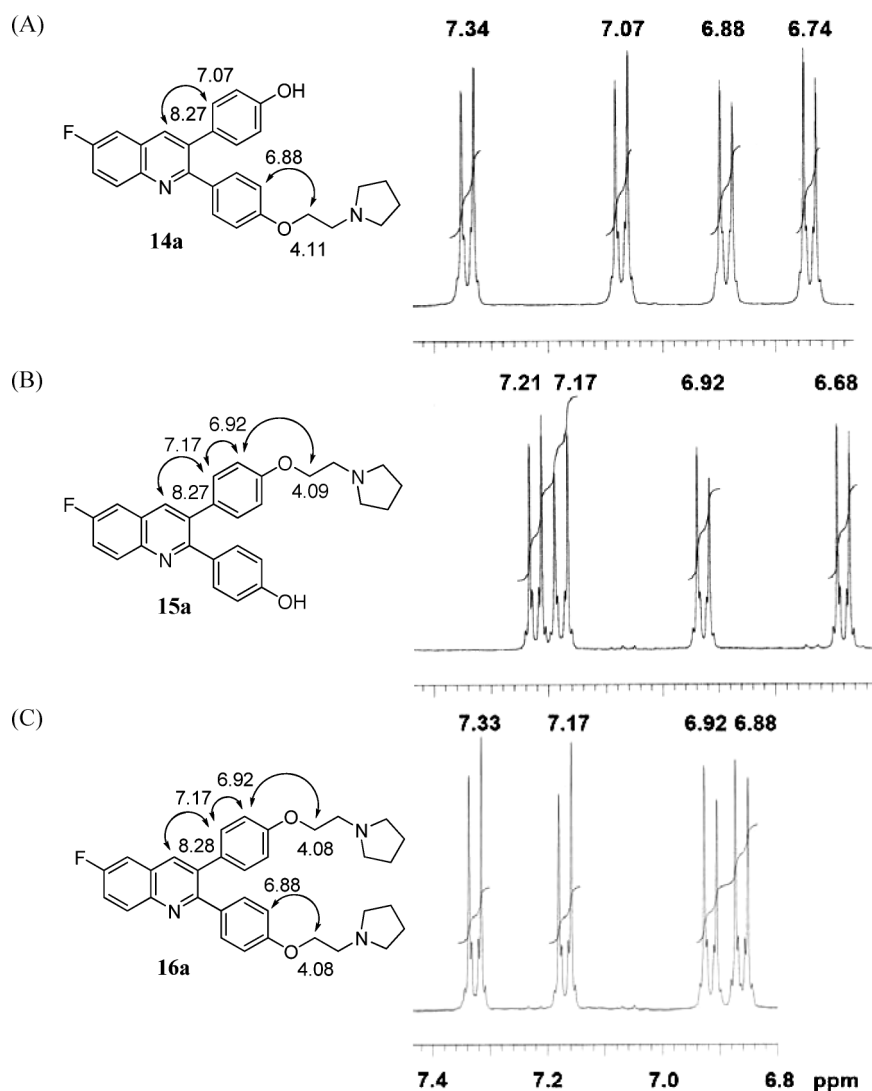 (A)
7.34 7.07 6.88 6.74
7.07
OH
8.27
F
6.88
N
N
O
14a
4.11
(B)
7.21 7.17 6.92 6.68
6.92
7.17
O
N
8.27
4.09
F
N
15a
OH
(C)
7.33 7.17 6.92 6.88
6.92
7.17
O
N
8.28
4.08
F
6.88
N
N
O
16a
4.08
7.4 7.2 7.0 6.8 ppm